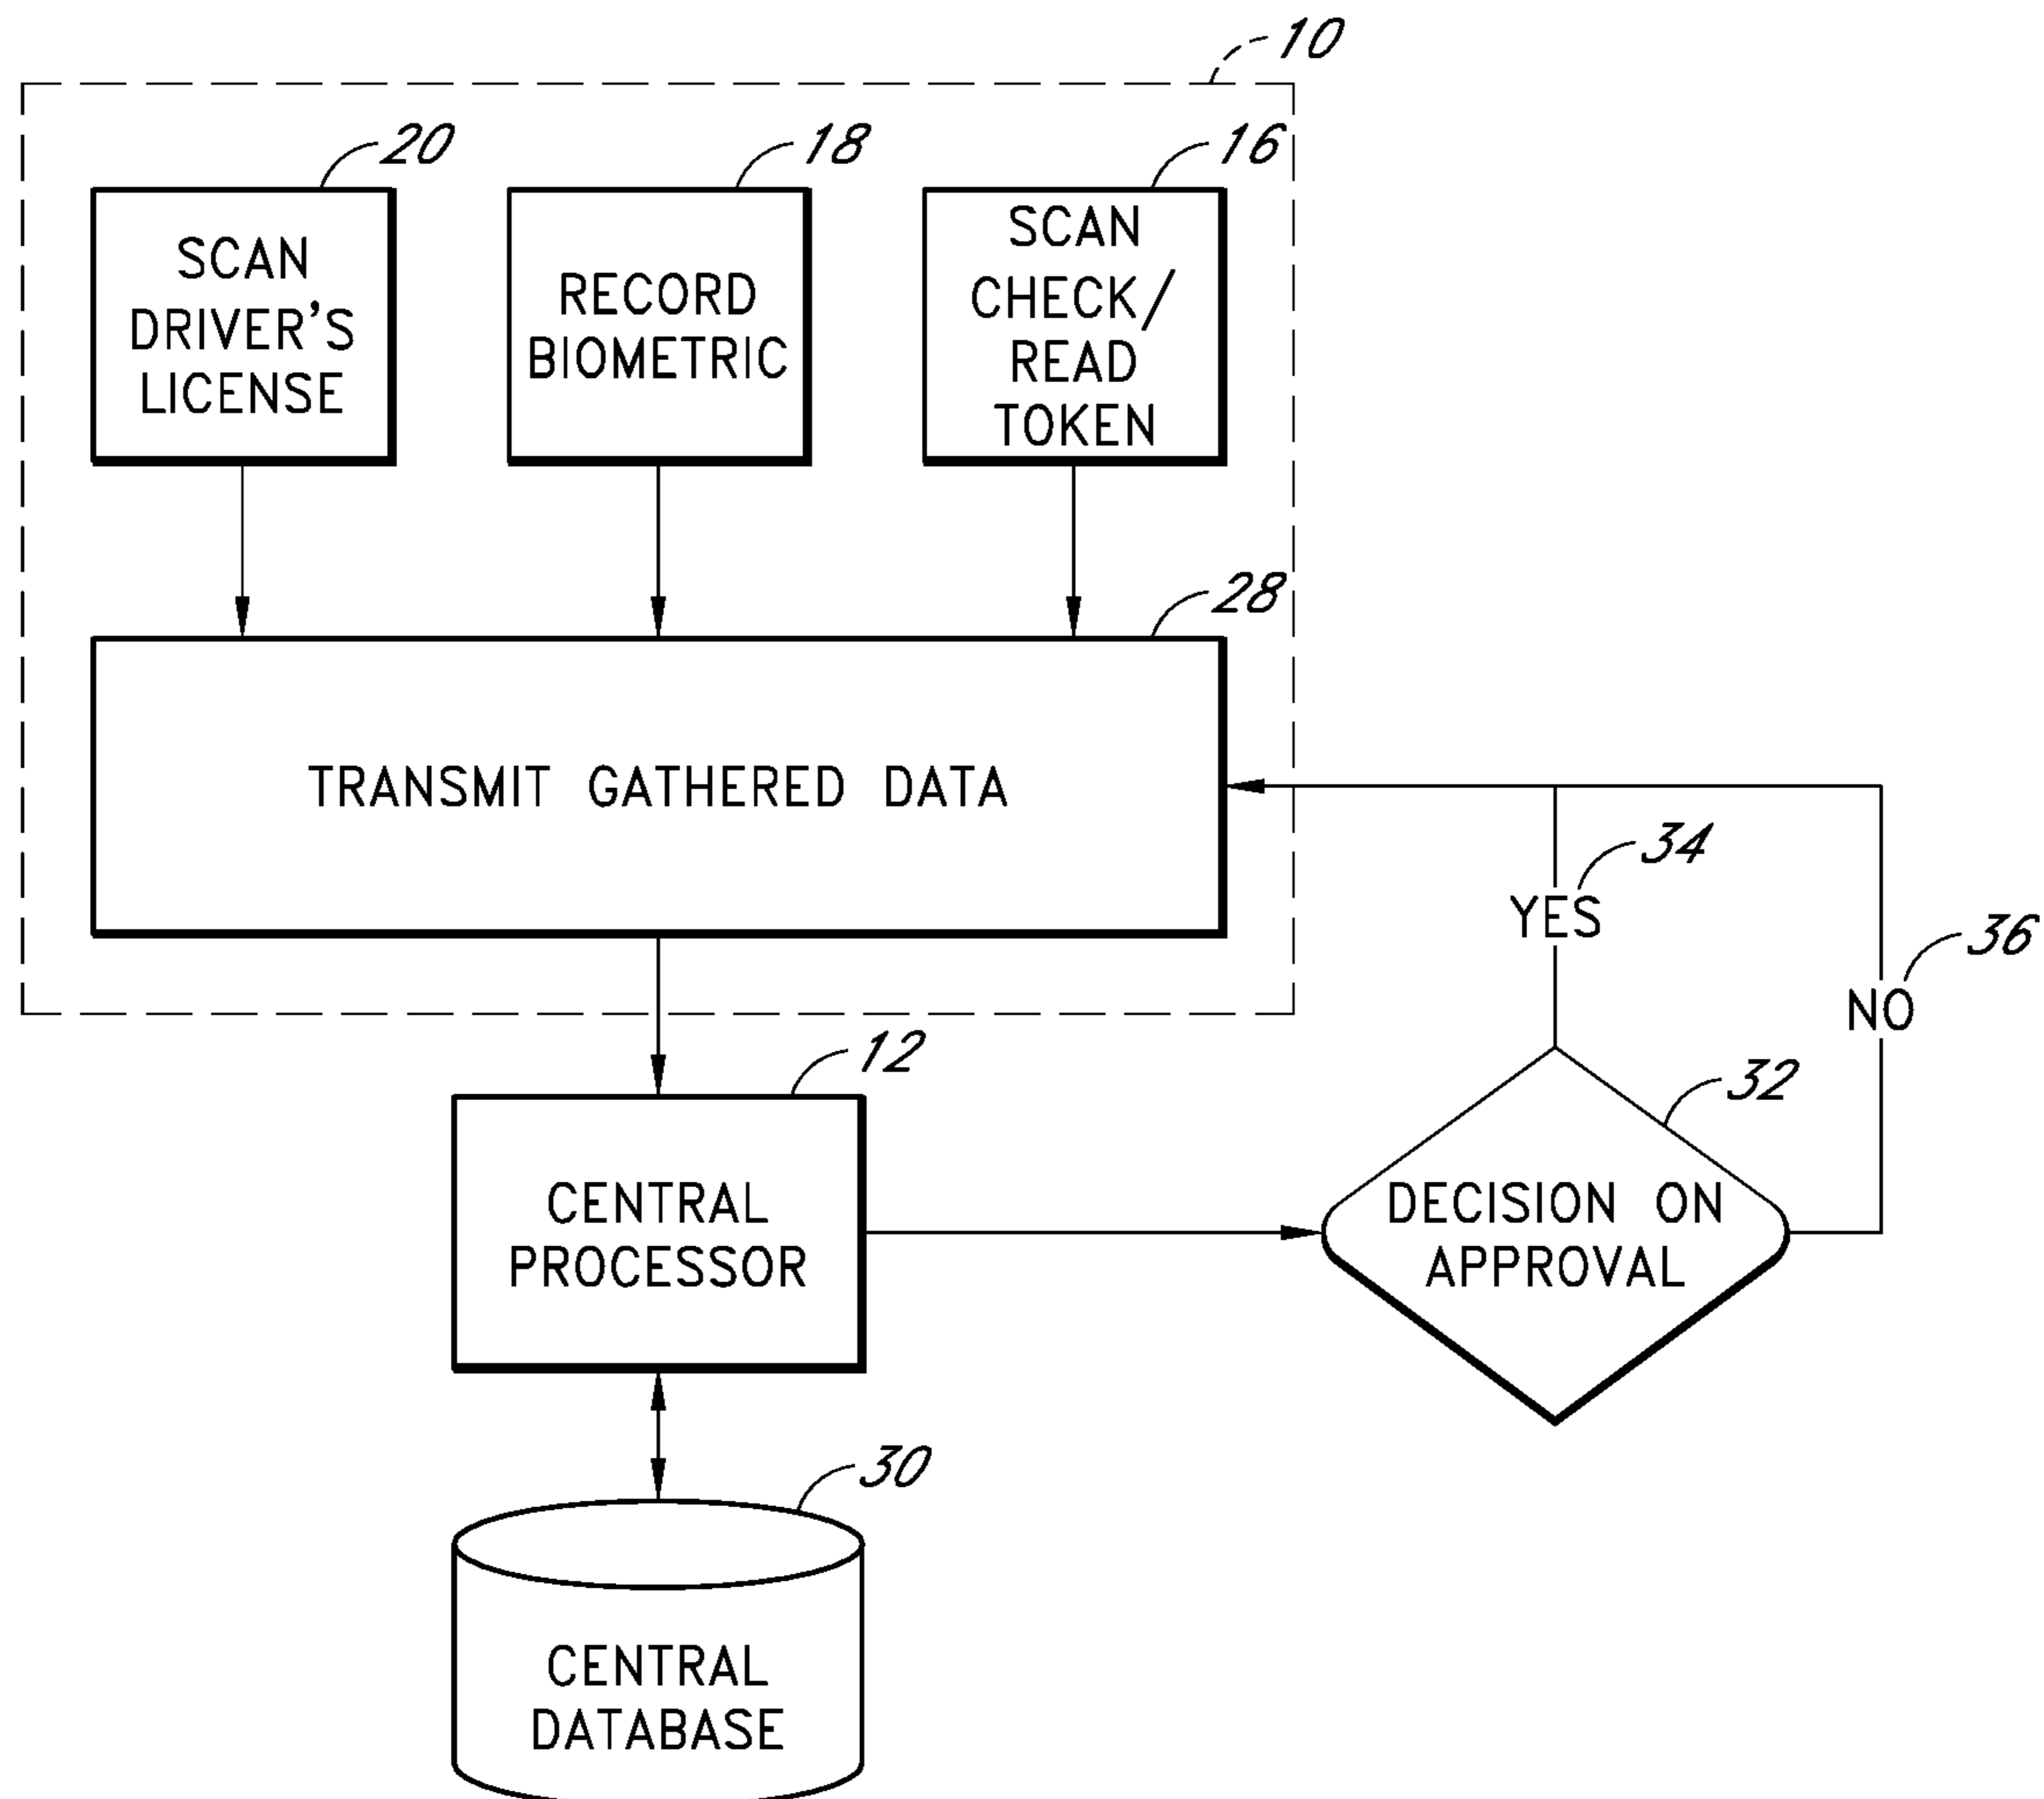 10
20
18
16
SCAN
DRIVER'S
LICENSE
RECORD
BIOMETRIC
SCAN
CHECK/
READ
TOKEN
28
TRANSMIT GATHERED DATA
34
YES
36
NO
12
32
CENTRAL
PROCESSOR
DECISION ON
APPROVAL
30
CENTRAL
DATABASE